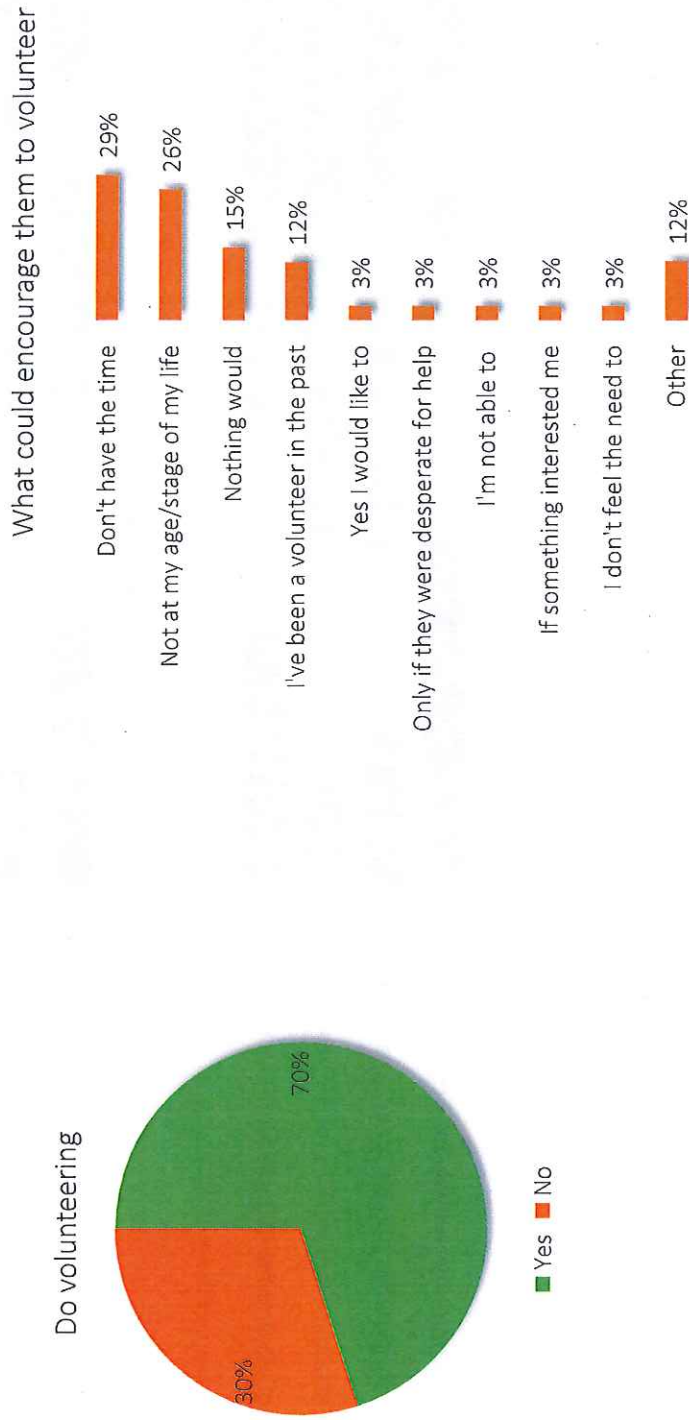 Do volunteering
30%
70%
Yes No
What could encourage them to volunteer
Don't have the time 29%
Not at my age/stage of my life 26%
Nothing would 15%
I've been a volunteer in the past 12%
Yes I would like to 3%
Only if they were desperate for help 3%
I'm not able to 3%
If something interested me 3%
I don't feel the need to 3%
Other 12%